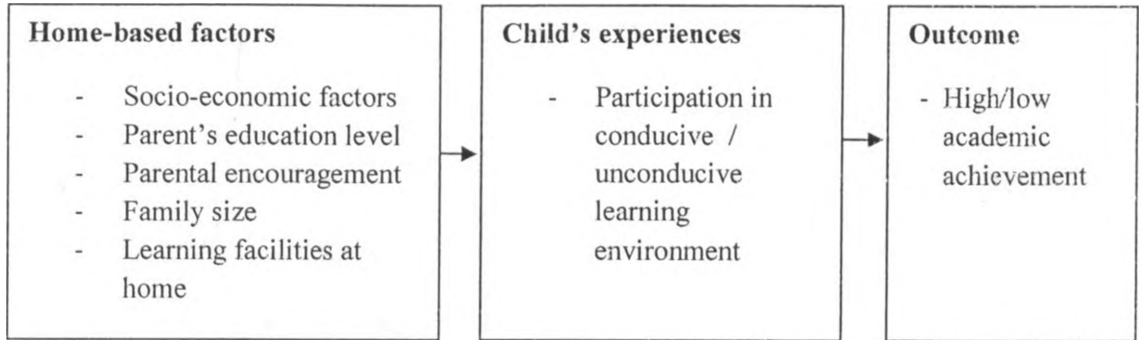 Home-based factors
- Socio-economic factors
- Parent's education level
- Parental encouragement
- Family size
- Learning facilities at
home
Child's experiences
- Participation in
conducive /
unconducive
learning
environment
Outcome
- High/low
academic
achievement